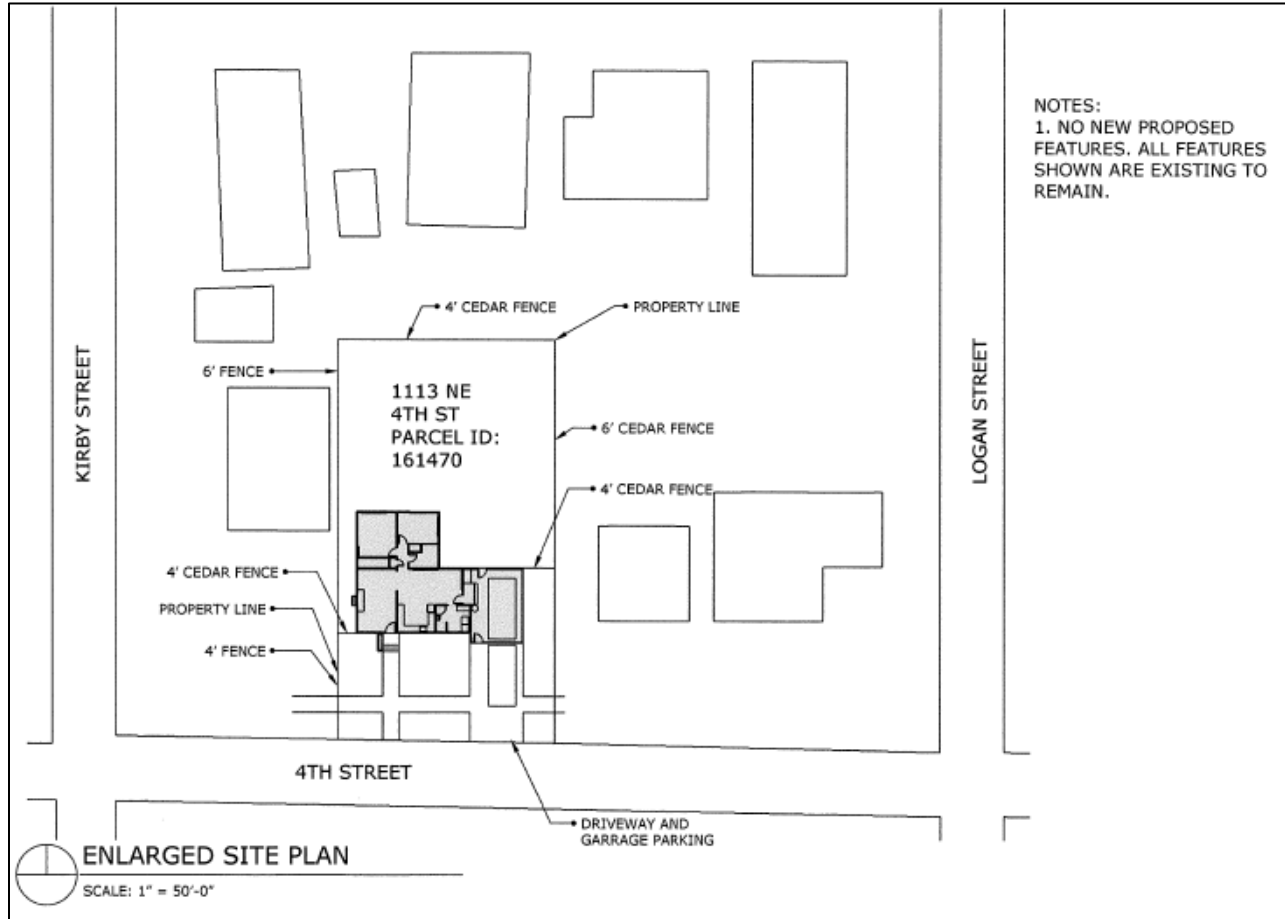 NOTES:
1. NO NEW PROPOSED
FEATURES. ALL FEATURES
SHOWN ARE EXISTING TO
REMAIN.
4' CEDAR FENCE
PROPERTY LINE
6' FENCE
1113 NE
4TH ST
PARCEL ID:
161470
6' CEDAR FENCE
4' CEDAR FENCE
KIRBY STREET
LOGAN STREET
4' CEDAR FENCE
PROPERTY LINE
4' FENCE
4TH STREET
DRIVEWAY AND
GARRAGE PARKING
ENLARGED SITE PLAN
SCALE: 1" = 50'-0"